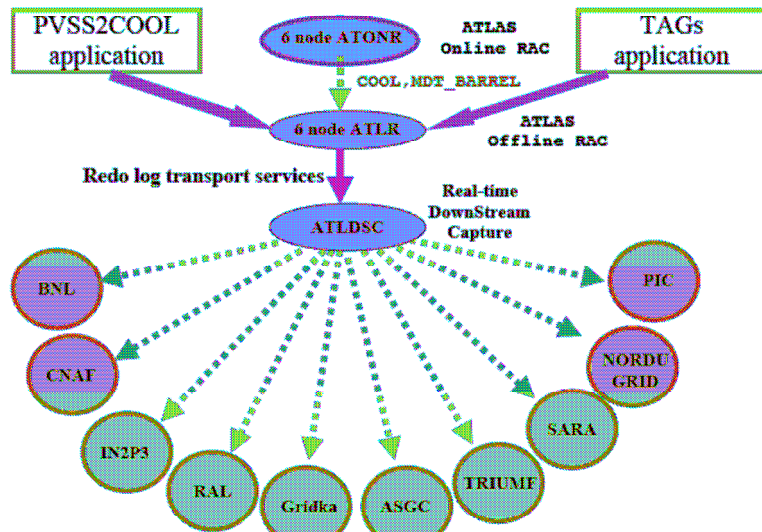 PVSS2COOL
application
6 node ATONR
ATLAS
Online RAC
TAGs
application
COOL,MDT_BARREL
6 node ATLR
ATLAS
Offline RAC
Redo log transport services
Real-time
DownStream
Capture
ATLDSC
BNL
PIC
CNAF
NORDU
GRID
IN2P3
SARA
RAL
Gridka
ASGC
TRIUMF